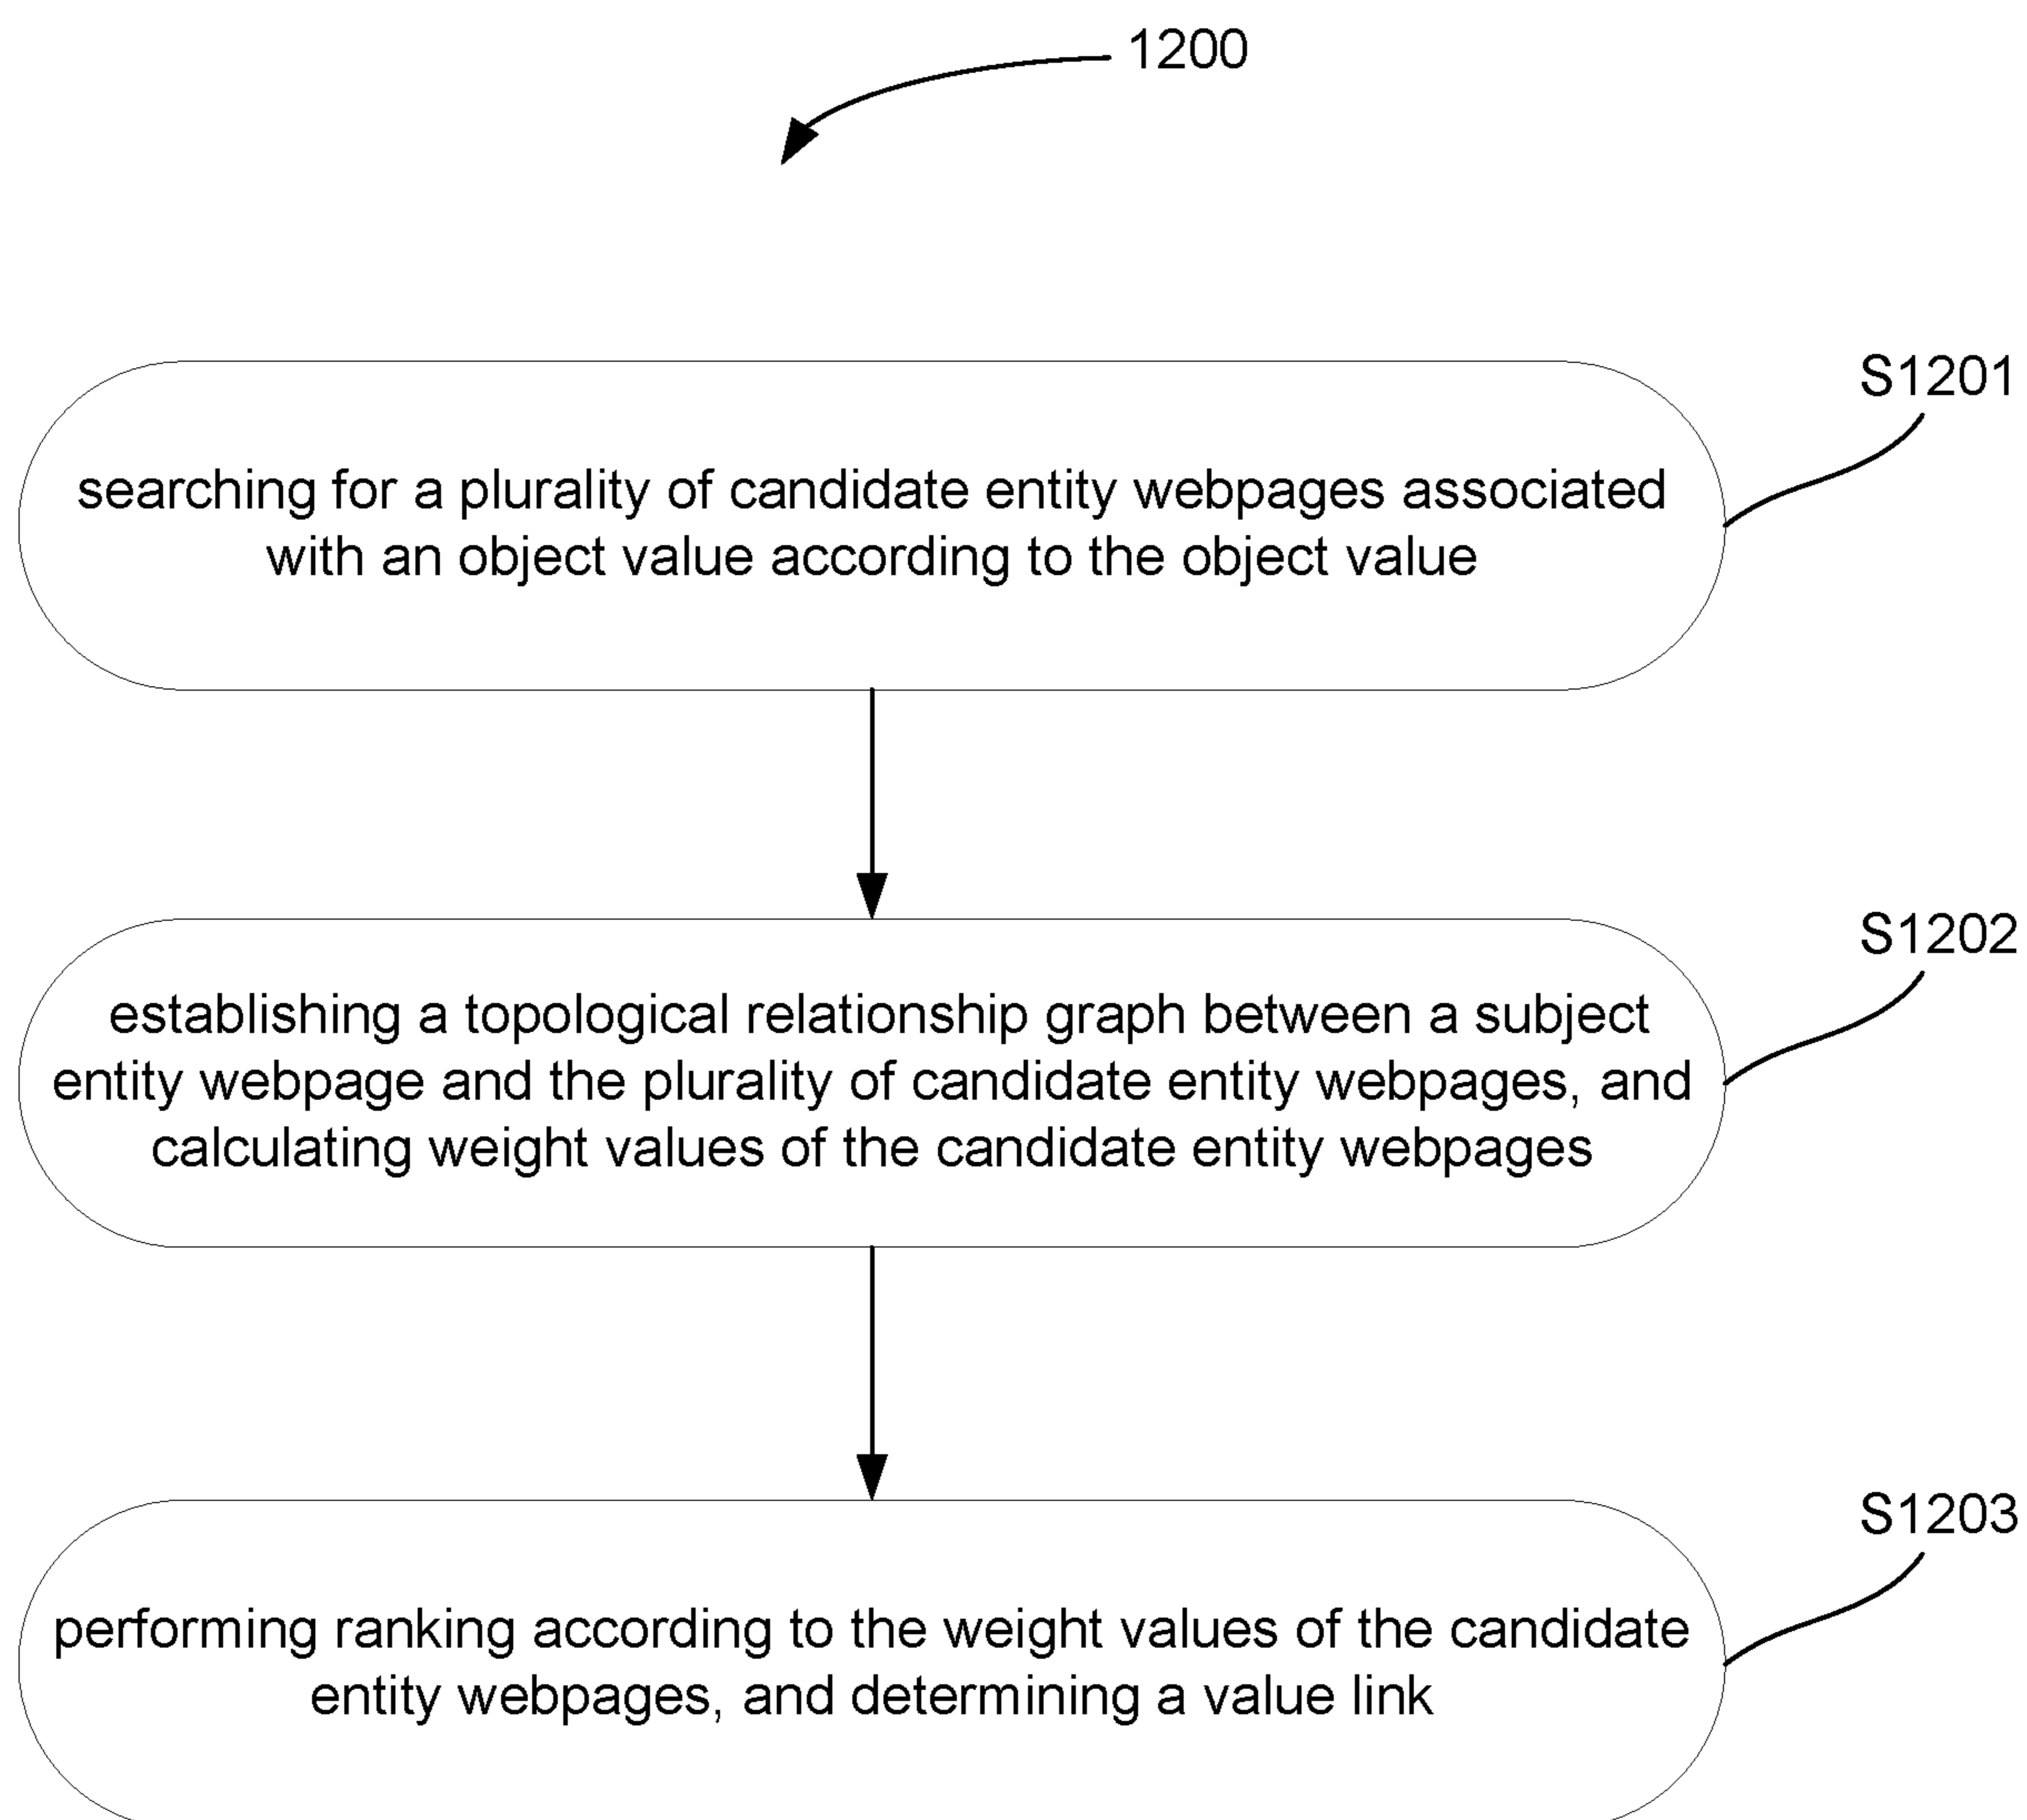 1200
S1201
searching for a plurality of candidate entity webpages associated
with an object value according to the object value
S1202
establishing a topological relationship graph between a subject
entity webpage and the plurality of candidate entity webpages, and
calculating weight values of the candidate entity webpages
S1203
performing ranking according to the weight values of the candidate
entity webpages, and determining a value link